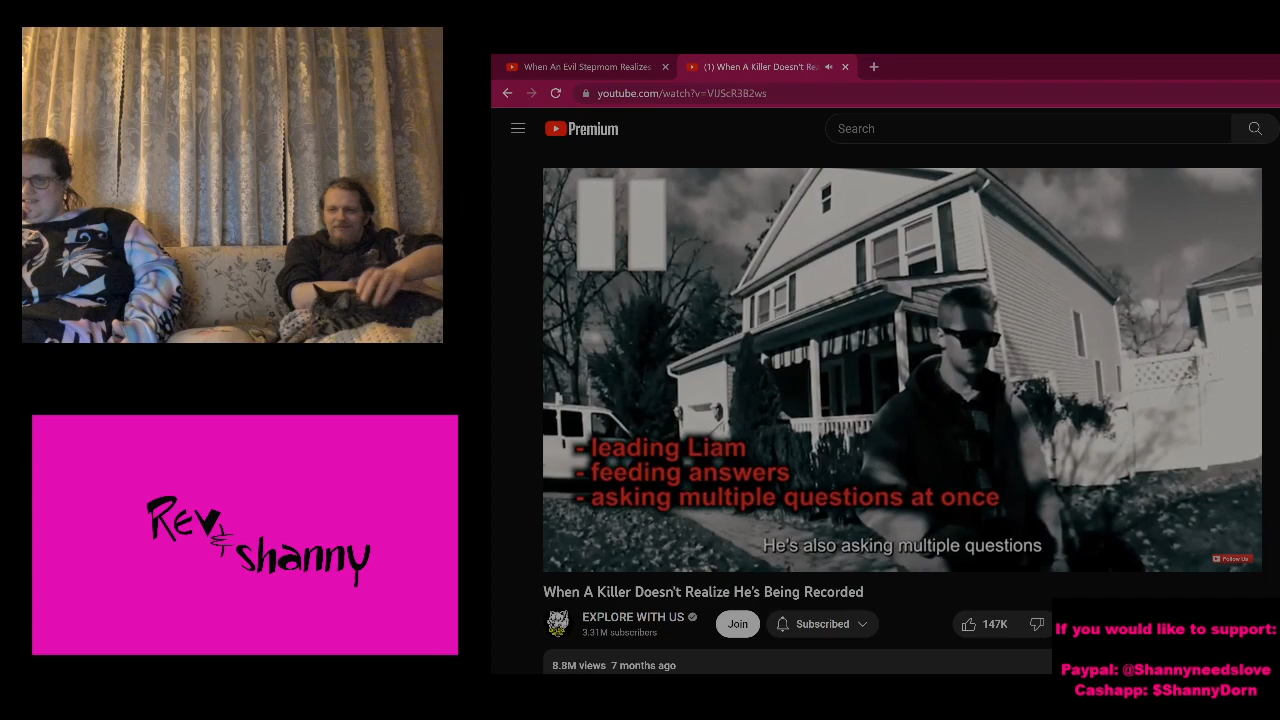 When An Evil Stepmom Realizes
(1) When A Killer Doesn't Re
youtube.com/watch?v=VlJScR3B2ws
Premium
Search
- leading Liam
- feeding answers
- asking multiple questions at once
He's also asking multiple questions
Follow Us
Rev
&
shanny
When A Killer Doesn't Realize He's Being Recorded
EXPLORE WITH US
3.31M subscribers
Join
Subscribed
147K
8.8M views 7 months ago
If you would like to support:
Paypal: @Shannyneedslove
Cashapp: $ShannyDorn